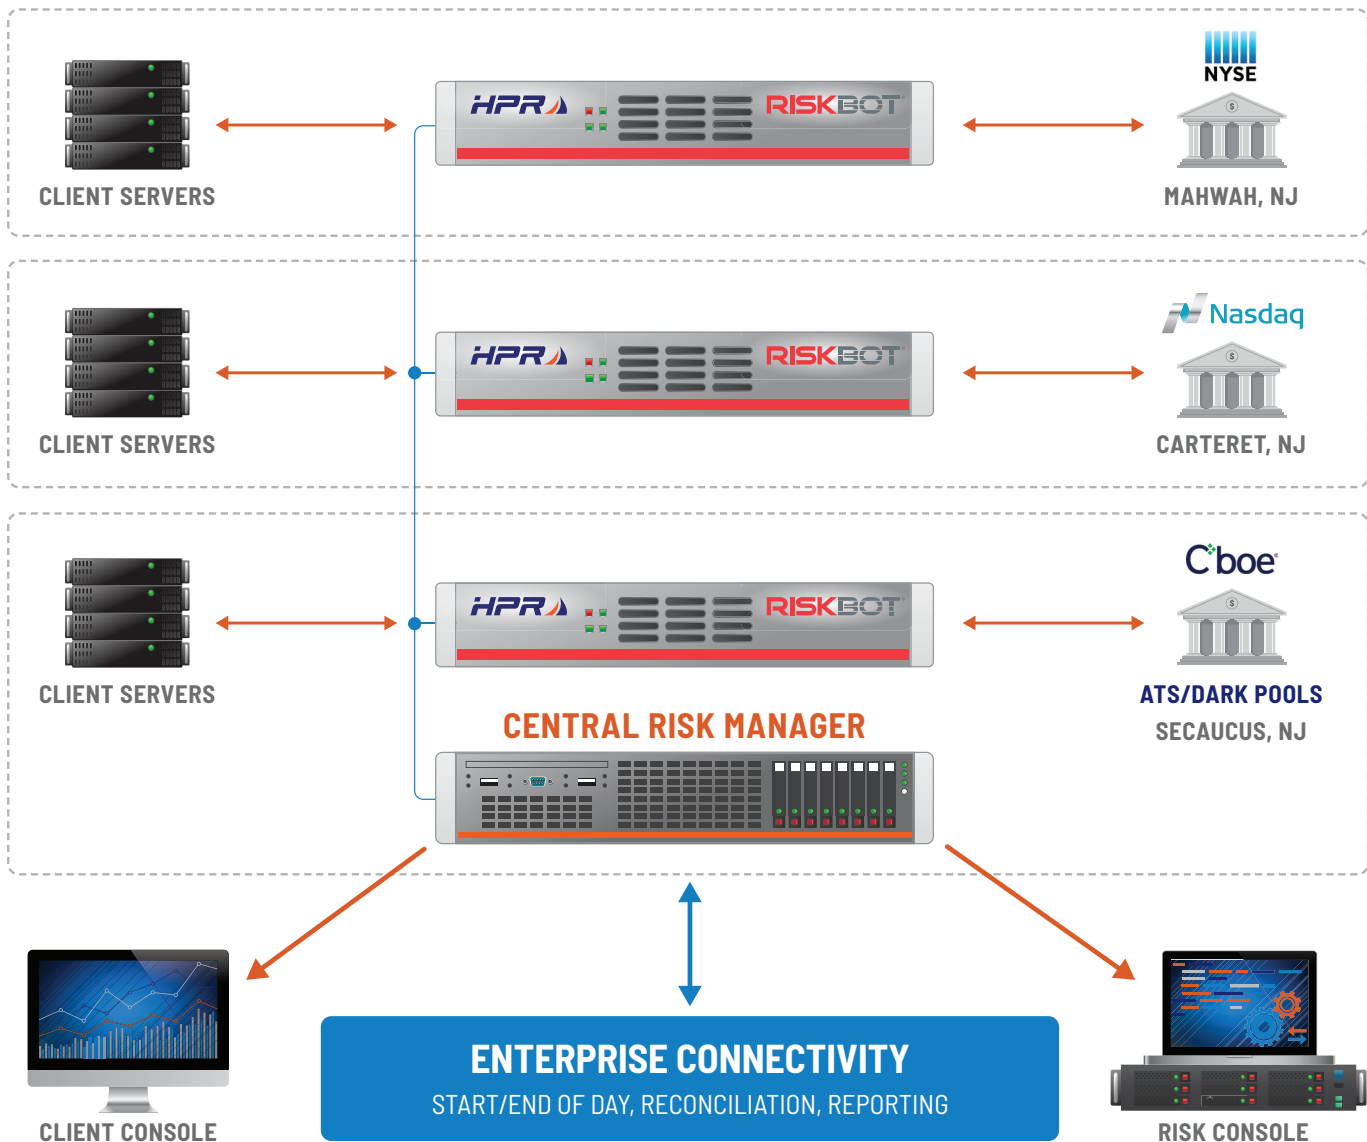 NYSE
HPR RISKBOT
CLIENT SERVERS
MAHWAH, NJ
Nasdaq
HPR RISKBOT
CLIENT SERVERS
CARTERET, NJ
Cboe
HPR RISKBOT
CLIENT SERVERS
ATS/DARK POOLS
SECAUCUS, NJ
CENTRAL RISK MANAGER
ENTERPRISE CONNECTIVITY
START/END OF DAY, RECONCILIATION, REPORTING
CLIENT CONSOLE
RISK CONSOLE